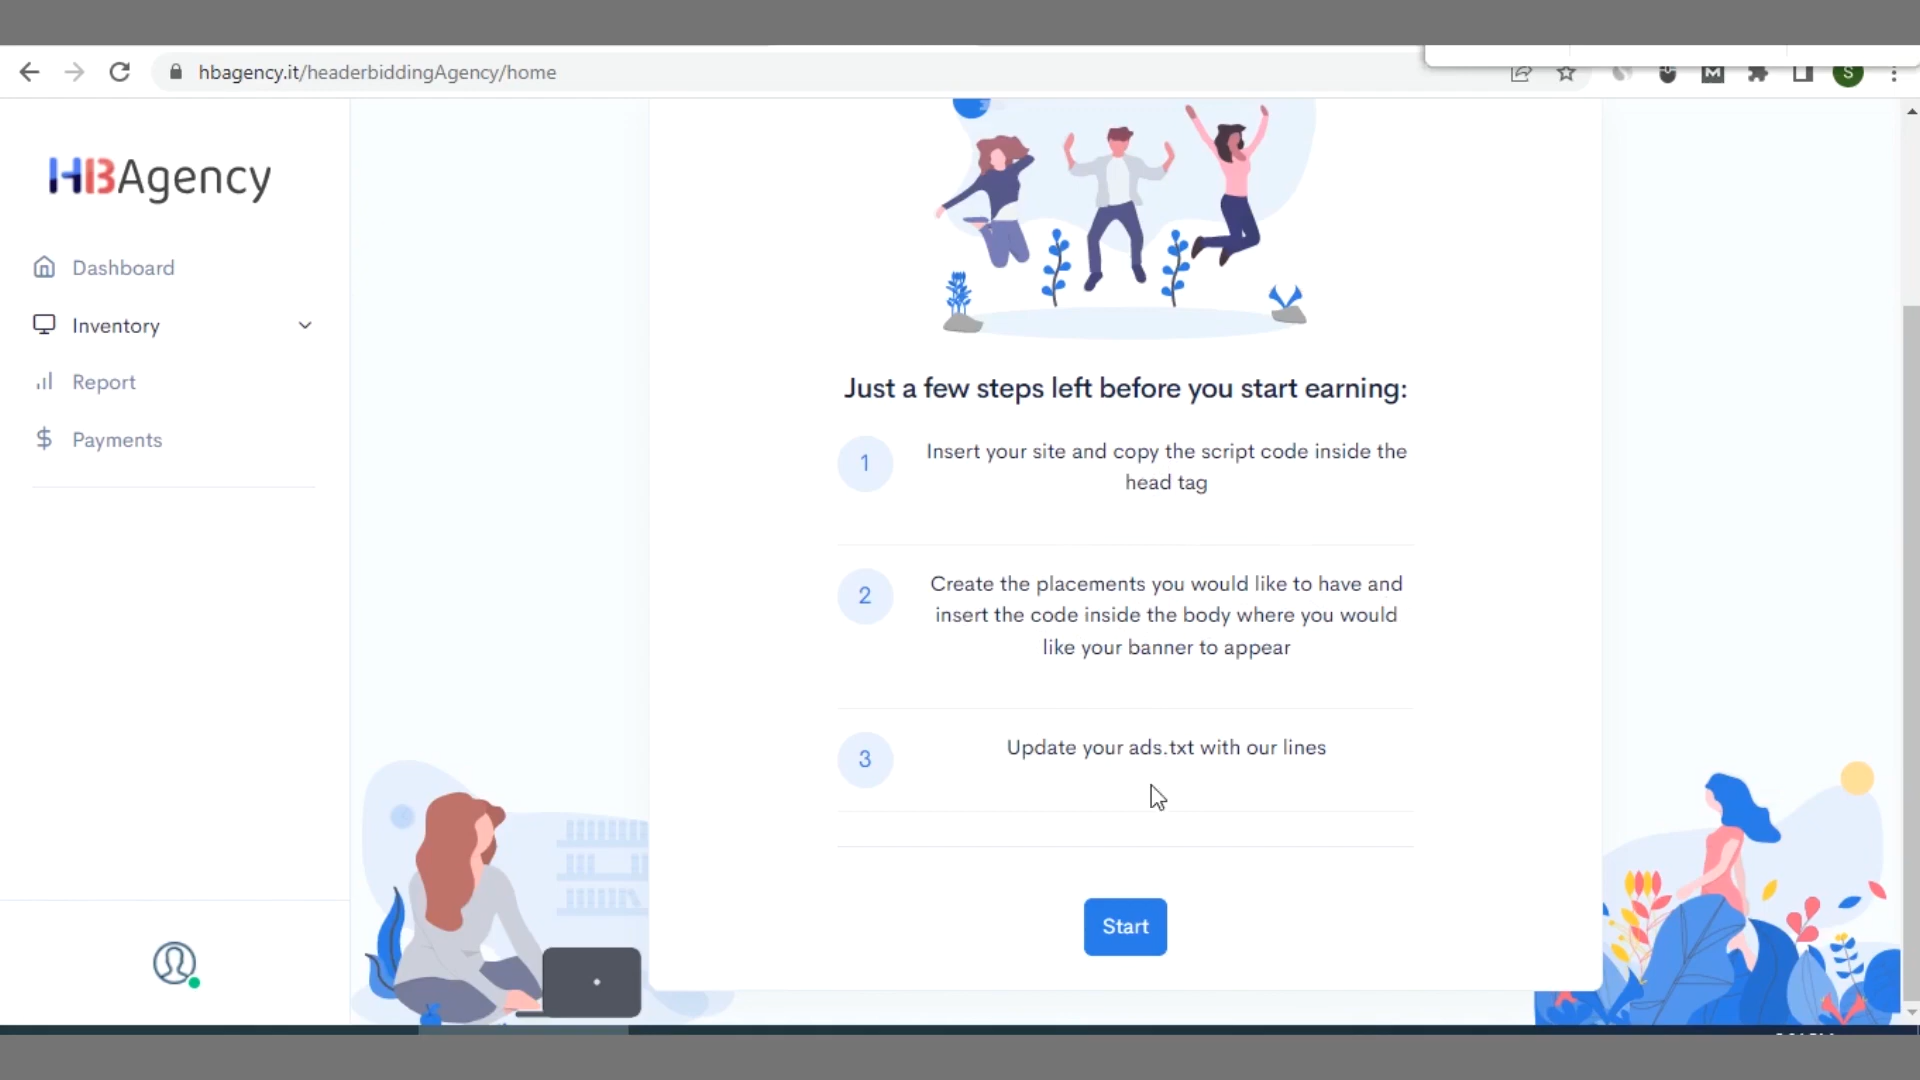 hbagency.it/headerbiddingAgency/home
M
S
HBAgency
Dashboard
Inventory
Report
Payments
Just a few steps left before you start earning:
1
Insert your site and copy the script code inside the
head tag
2
Create the placements you would like to have and
insert the code inside the body where you would
like your banner to appear
3
Update your ads.txt with our lines
Start